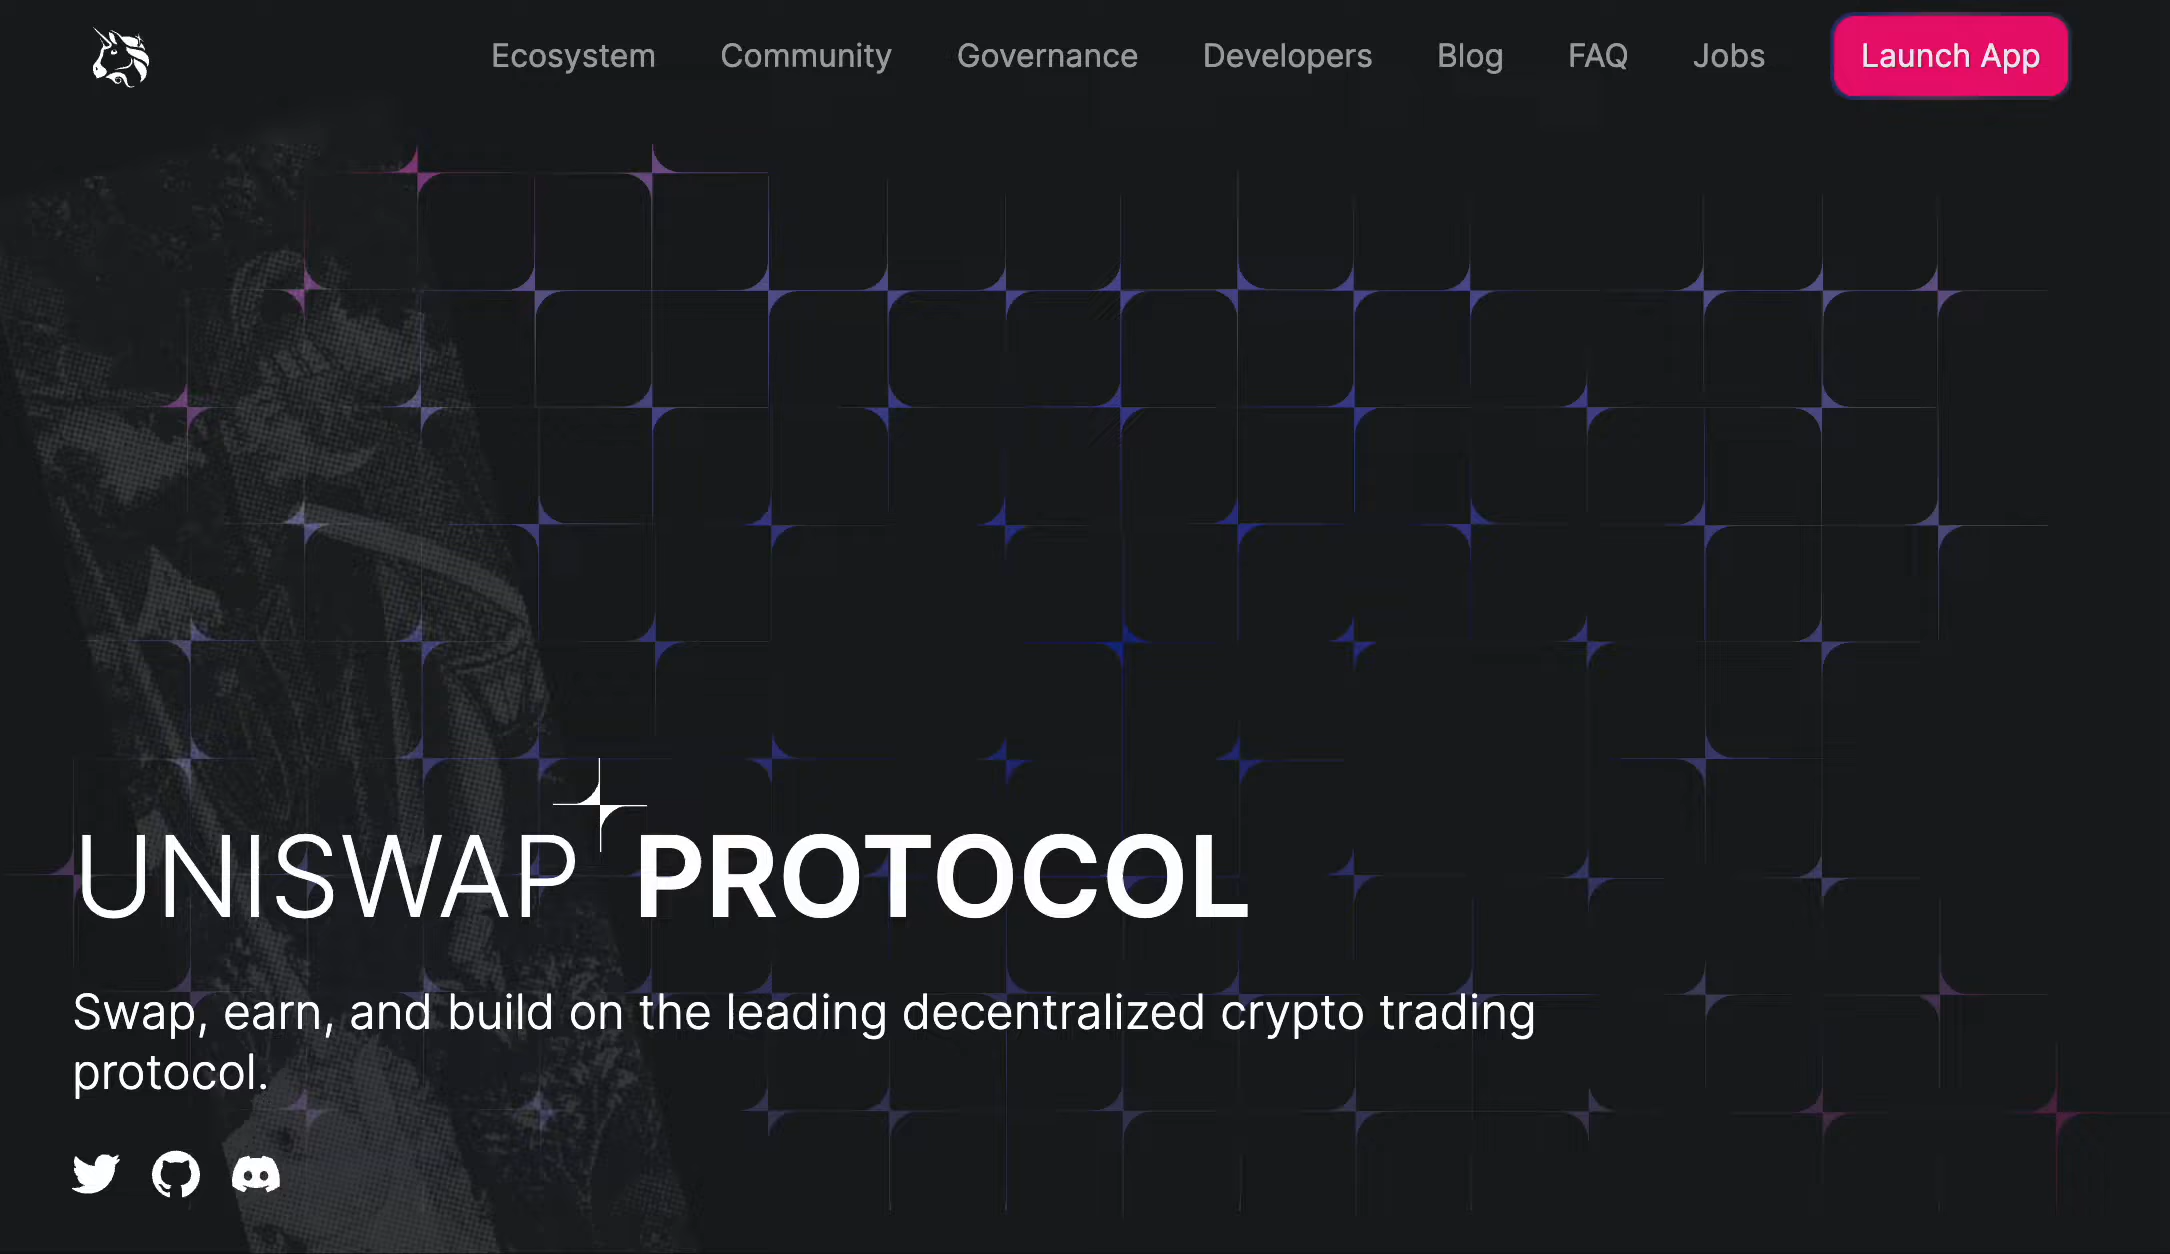 Ecosystem Community Governance Developers Blog FAQ Jobs Launch App
UNISWAP PROTOCOL
Swap, earn, and build on the leading decentralized crypto trading
protocol.